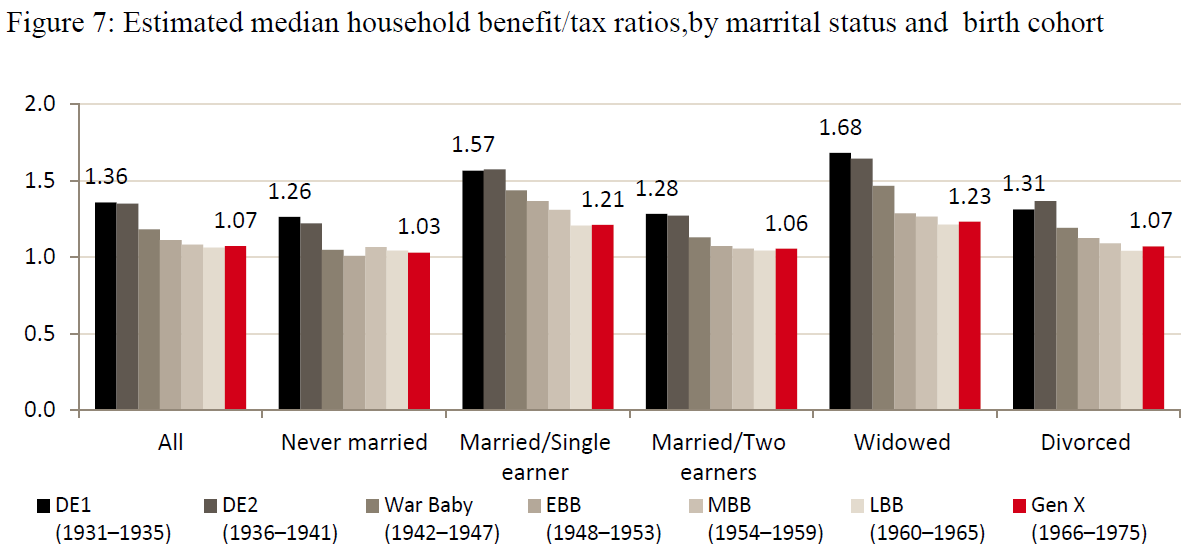 Figure 7: Estimated median household benefit/tax ratios,by marrital status and  birth cohort
2.0
1.5
1.0
0.5
0.0
1.36
1.07
1.26
1.03
1.57
1.21
1.28
1.06
1.68
1.23
1.31
1.07
All
Never married
Married/Single
earner
Married/Two
earners
Widowed
Divorced
DE1
(1931–1935)
DE2
(1936–1941)
War Baby
(1942–1947)
EBB
(1948–1953)
MBB
(1954–1959)
LBB
(1960–1965)
Gen X
(1966–1975)